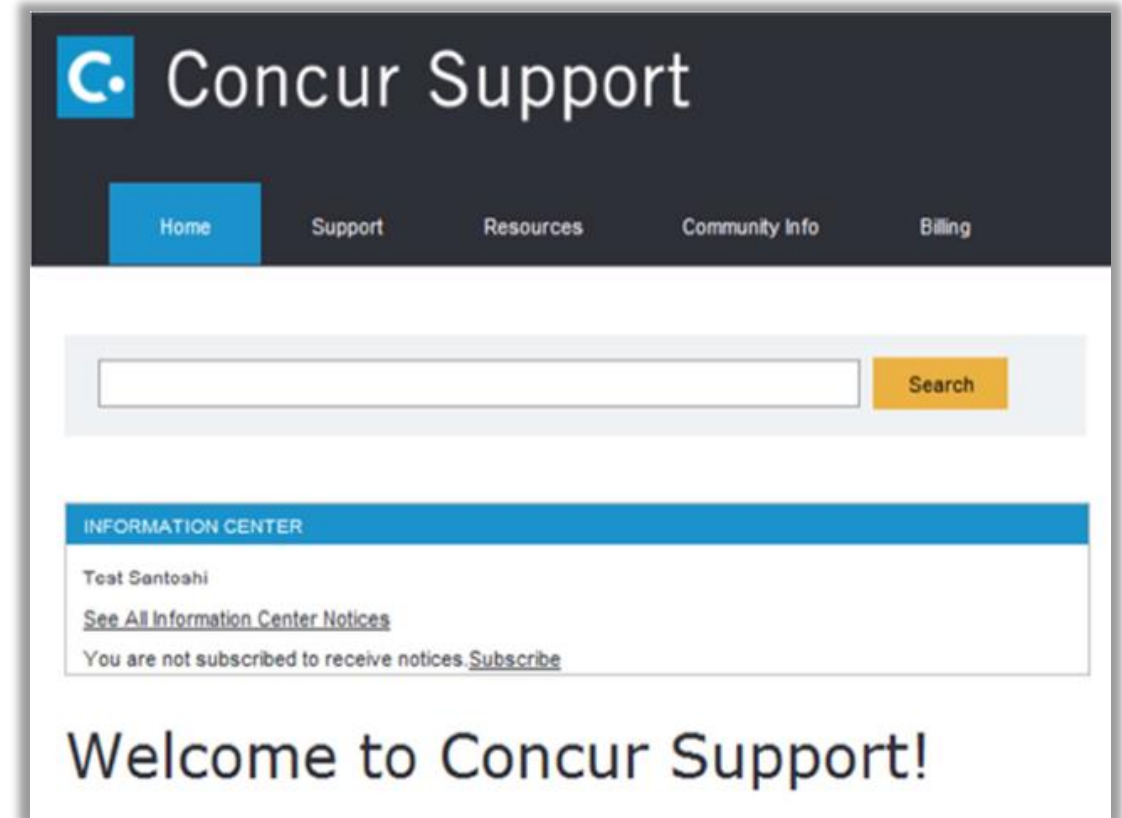 C. Concur Support
Home Support Resources Community Info Billing
Search
INFORMATION CENTER
Test Santoshi
See All Information Center Notices
You are not subscribed to receive notices.Subscribe
Welcome to Concur Support!